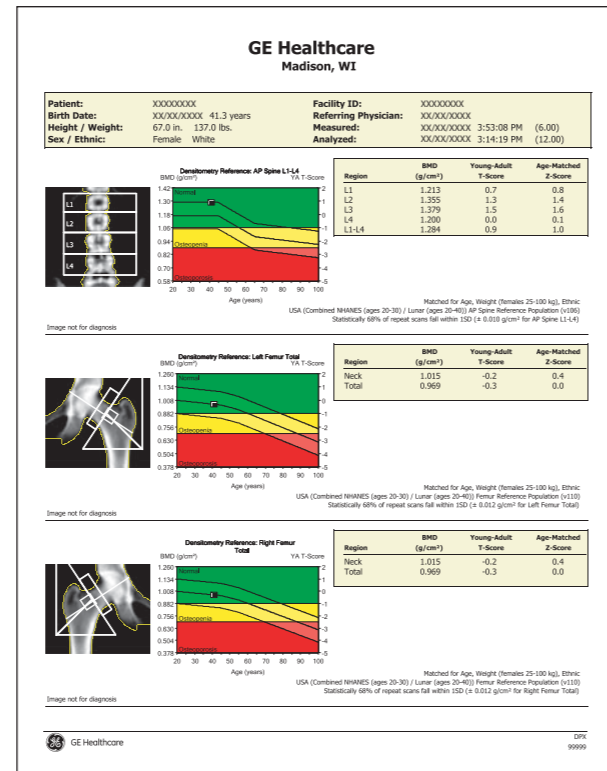 GE Healthcare
Madison, WI
Patient: XXXXXXXX Facility ID: XXXXXXXX
Birth Date: XX/XX/XXXX 41.3 years Referring Physician: XX/XX/XXXX
Height / Weight: 67.0 in. 137.0 lbs. Measured: XX/XX/XXXX 3:53:08 PM (6.00)
Sex / Ethnic: Female White Analyzed: XX/XX/XXXX 3:14:19 PM (12.00)
L1
L2
L3
L4
Densitometry Reference: AP Spine L1-L4
BMD (g/cm²) YA T-Score
1.42 2
Normal
1.30 1
1.18 0
1.06 -1
Osteopenia
0.94 -2
0.82 -3
0.70 -4
Osteoporosis
0.58 -5
20 30 40 50 60 70 80 90 100
Age (years)
BMD Young-Adult Age-Matched
Region (g/cm²) T-Score Z-Score
L1 1.213 0.7 0.8
L2 1.355 1.3 1.4
L3 1.379 1.5 1.6
L4 1.200 0.0 0.1
L1-L4 1.284 0.9 1.0
Matched for Age, Weight (females 25-100 kg), Ethnic
USA (Combined NHANES (ages 20-30) / Lunar (ages 20-40)) AP Spine Reference Population (v106)
Statistically 68% of repeat scans fall within 1SD (± 0.010 g/cm² for AP Spine L1-L4)
Image not for diagnosis
Densitometry Reference: Left Femur Total
BMD (g/cm²) YA T-Score
1.260 2
Normal
1.134 1
1.008 0
0.882 -1
0.756 -2
Osteopenia
0.630 -3
0.504 -4
0.378 -5
20 30 40 50 60 70 80 90 100
Age (years)
BMD Young-Adult Age-Matched
Region (g/cm²) T-Score Z-Score
Neck 1.015 -0.2 0.4
Total 0.969 -0.3 0.0
Matched for Age, Weight (females 25-100 kg), Ethnic
USA (Combined NHANES (ages 20-30) / Lunar (ages 20-40)) Femur Reference Population (v110)
Statistically 68% of repeat scans fall within 1SD (± 0.012 g/cm² for Left Femur Total)
Image not for diagnosis
Densitometry Reference: Right Femur
Total
BMD (g/cm²) YA T-Score
1.260 2
Normal
1.134 1
1.008 0
0.882 -1
0.756 -2
Osteopenia
0.630 -3
0.504 -4
Osteoporosis
0.378 -5
20 30 40 50 60 70 80 90 100
Age (years)
BMD Young-Adult Age-Matched
Region (g/cm²) T-Score Z-Score
Neck 1.015 -0.2 0.4
Total 0.969 -0.3 0.0
Matched for Age, Weight (females 25-100 kg), Ethnic
USA (Combined NHANES (ages 20-30) / Lunar (ages 20-40)) Femur Reference Population (v110)
Statistically 68% of repeat scans fall within 1SD (± 0.012 g/cm² for Right Femur Total)
Image not for diagnosis
GE Healthcare
DPX
99999